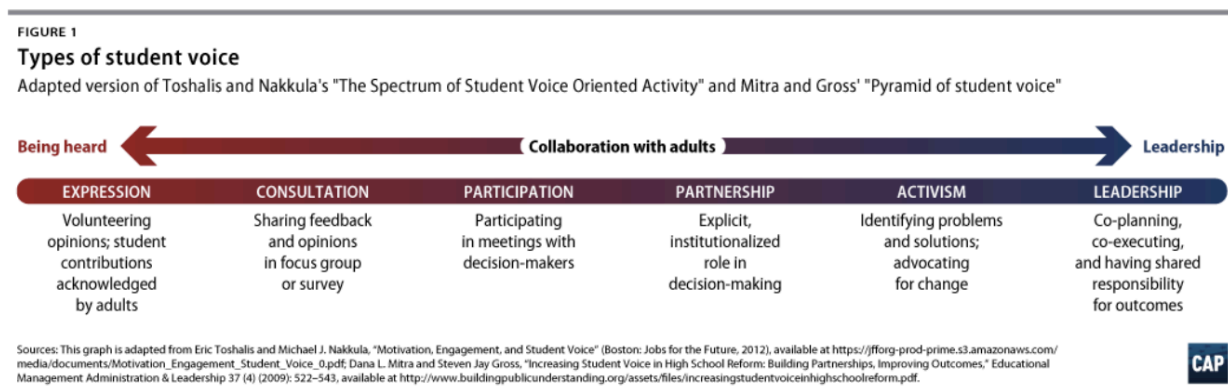 FIGURE 1
Types of student voice
Adapted version of Toshalis and Nakkula's "The Spectrum of Student Voice Oriented Activity" and Mitra and Gross' "Pyramid of student voice"
Being heard
Collaboration with adults
Leadership
EXPRESSION
Volunteering
opinions; student
contributions
acknowledged
by adults
CONSULTATION
Sharing feedback
and opinions
in focus group
or survey
PARTICIPATION
Participating
in meetings with
decision-makers
PARTNERSHIP
Explicit,
institutionalized
role in
decision-making
ACTIVISM
Identifying problems
and solutions;
advocating
for change
LEADERSHIP
Co-planning,
co-executing,
and having shared
responsibility
for outcomes
Sources: This graph is adapted from Eric Toshalis and Michael J. Nakkula, "Motivation, Engagement, and Student Voice" (Boston: Jobs for the Future, 2012), available at https://jfforg-prod-prime.s3.amazonaws.com/
media/documents/Motivation_Engagement_Student_Voice_0.pdf; Dana L. Mitra and Steven Jay Gross, "Increasing Student Voice in High School Reform: Building Partnerships, Improving Outcomes," Educational
Management Administration & Leadership 37 (4) (2009): 522–543, available at http://www.buildingpublicunderstanding.org/assets/files/increasingstudentvoiceinhighschoolreform.pdf.
CAP